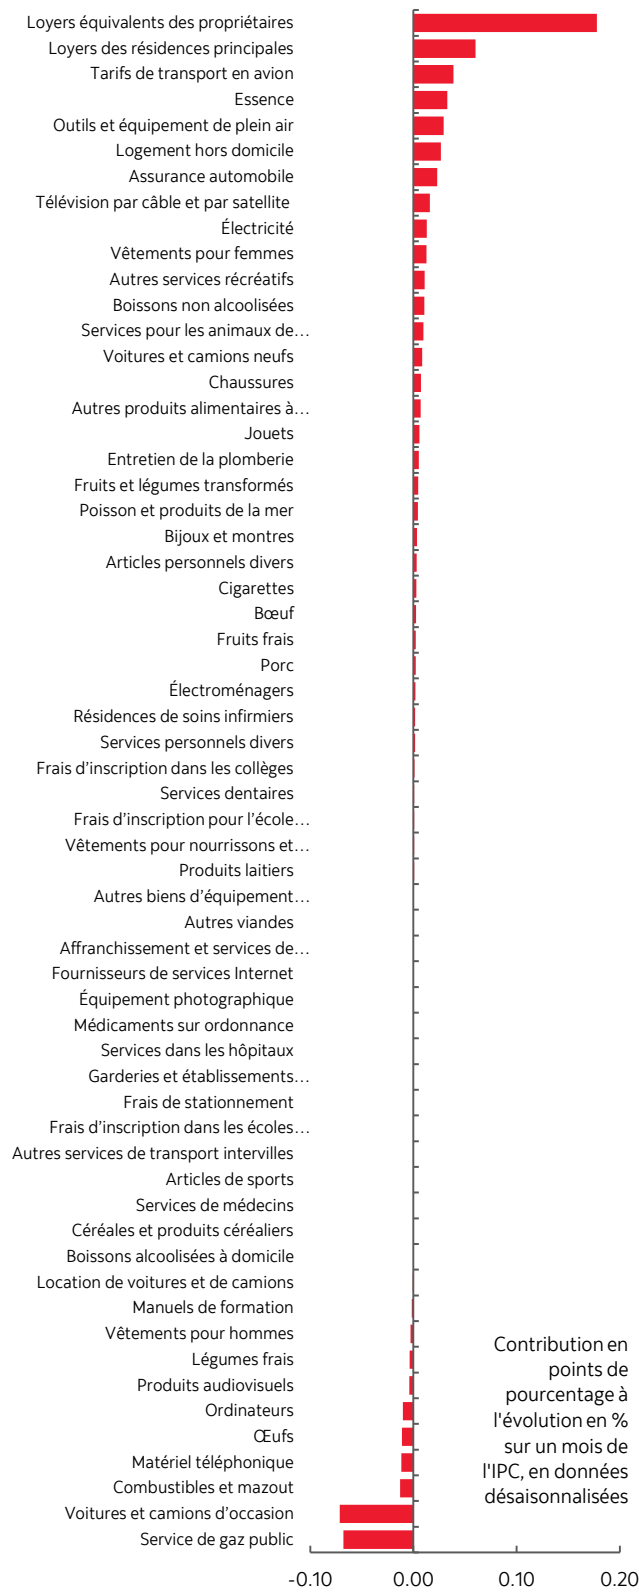 Loyers équivalents des propriétaires
Loyers des résidences principales
Tarifs de transport en avion
Essence
Outils et équipement de plein air
Logement hors domicile
Assurance automobile
Télévision par câble et par satellite
Électricité
Vêtements pour femmes
Autres services récréatifs
Boissons non alcoolisées
Services pour les animaux de…
Voitures et camions neufs
Chaussures
Autres produits alimentaires à…
Jouets
Entretien de la plomberie
Fruits et légumes transformés
Poisson et produits de la mer
Bijoux et montres
Articles personnels divers
Cigarettes
Bœuf
Fruits frais
Porc
Électroménagers
Résidences de soins infirmiers
Services personnels divers
Frais d’inscription dans les collèges
Services dentaires
Frais d’inscription pour l’école…
Vêtements pour nourrissons et…
Produits laitiers
Autres biens d’équipement…
Autres viandes
Affranchissement et services de…
Fournisseurs de services Internet
Équipement photographique
Médicaments sur ordonnance
Services dans les hôpitaux
Garderies et établissements…
Frais de stationnement
Frais d’inscription dans les écoles…
Autres services de transport intervilles
Articles de sports
Services de médecins
Céréales et produits céréaliers
Boissons alcoolisées à domicile
Location de voitures et de camions
Manuels de formation
Vêtements pour hommes
Légumes frais
Produits audiovisuels
Ordinateurs
Œufs
Matériel téléphonique
Combustibles et mazout
Voitures et camions d’occasion
Service de gaz public
Contribution en
points de
pourcentage à
l'évolution en %
sur un mois de
l'IPC, en données
désaisonnalisées
-0.10 0.00 0.10 0.20